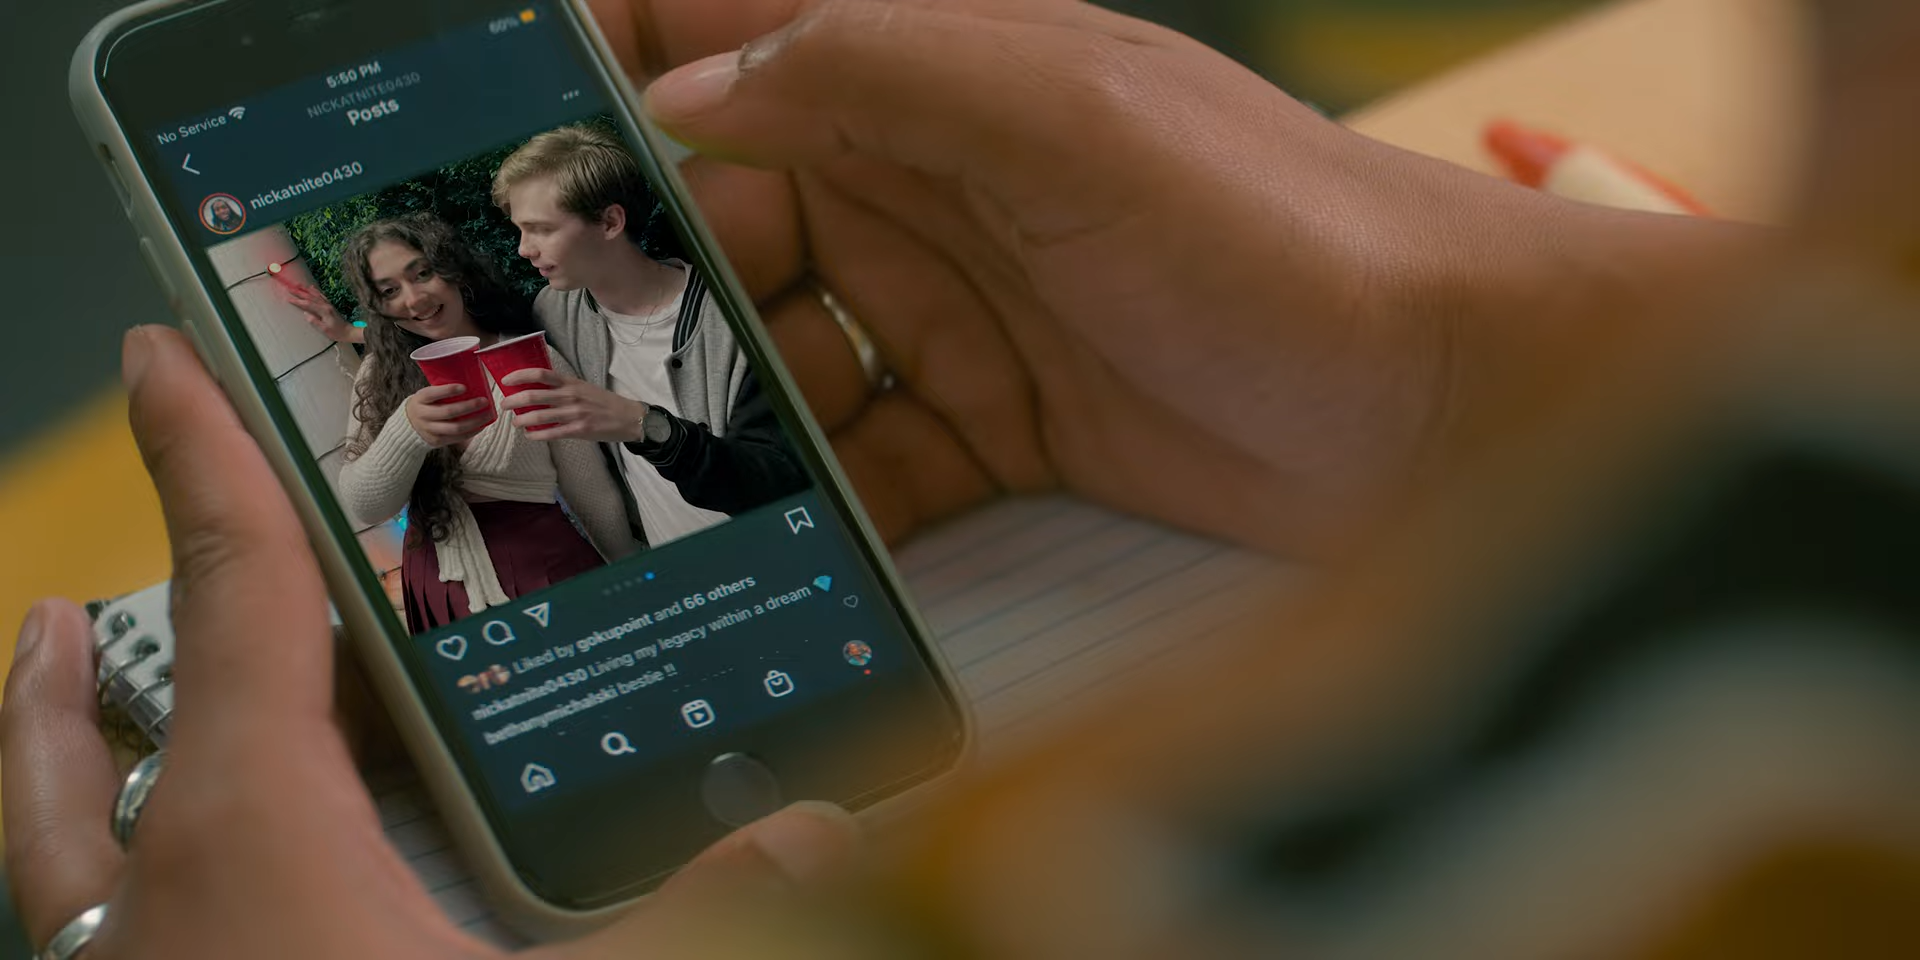 60%
5:50 PM
No Service
NICKATNITE0430
Posts
nickatnite0430
Liked by gokupoint and 66 others
nickatnite0430 Living my legacy within a dream
bethanymichalski bestie !!